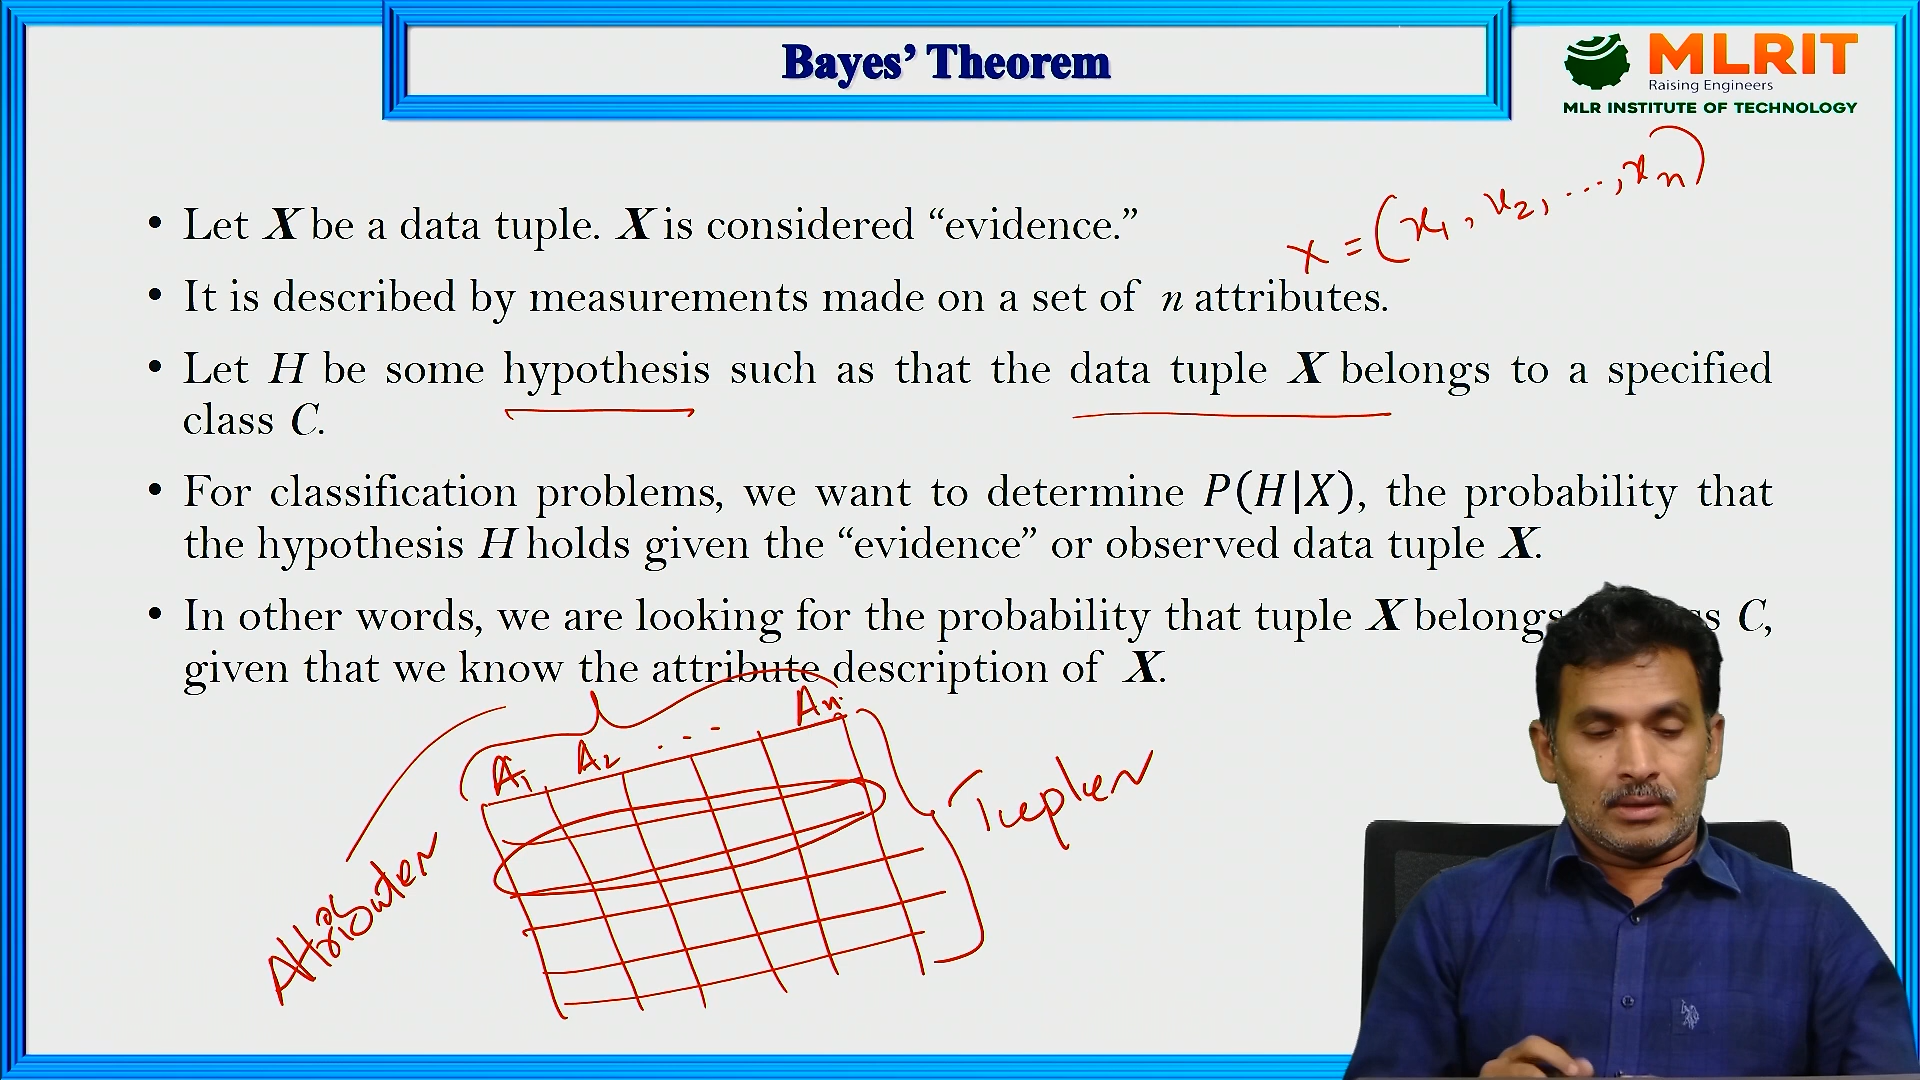 Bayes’ Theorem
MLRIT
Raising Engineers
MLR INSTITUTE OF TECHNOLOGY
X = (x1, x2, ..., xn)
• Let X be a data tuple. X is considered “evidence.”
• It is described by measurements made on a set of n attributes.
• Let H be some hypothesis such as that the data tuple X belongs to a specified
class C.
• For classification problems, we want to determine P(H|X), the probability that
the hypothesis H holds given the “evidence” or observed data tuple X.
• In other words, we are looking for the probability that tuple X belongs C,
given that we know the attribute description of X.
A1 A2 ... An
Attributes
Tuples